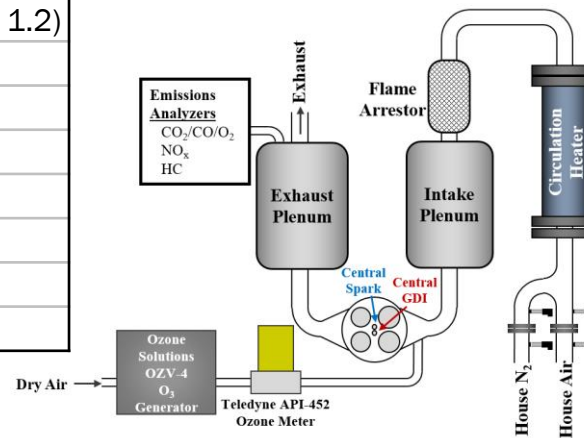 1.2)
Emissions
Analyzers
CO₂/CO/O₂
NOₓ
HC
Exhaust
Flame
Arrestor
Circulation
Heater
Exhaust
Plenum
Intake
Plenum
Central
Spark
Central
GDI
Dry Air
Ozone
Solutions
OZV-4
O₃
Generator
Teledyne API-452
Ozone Meter
House N₂
House Air